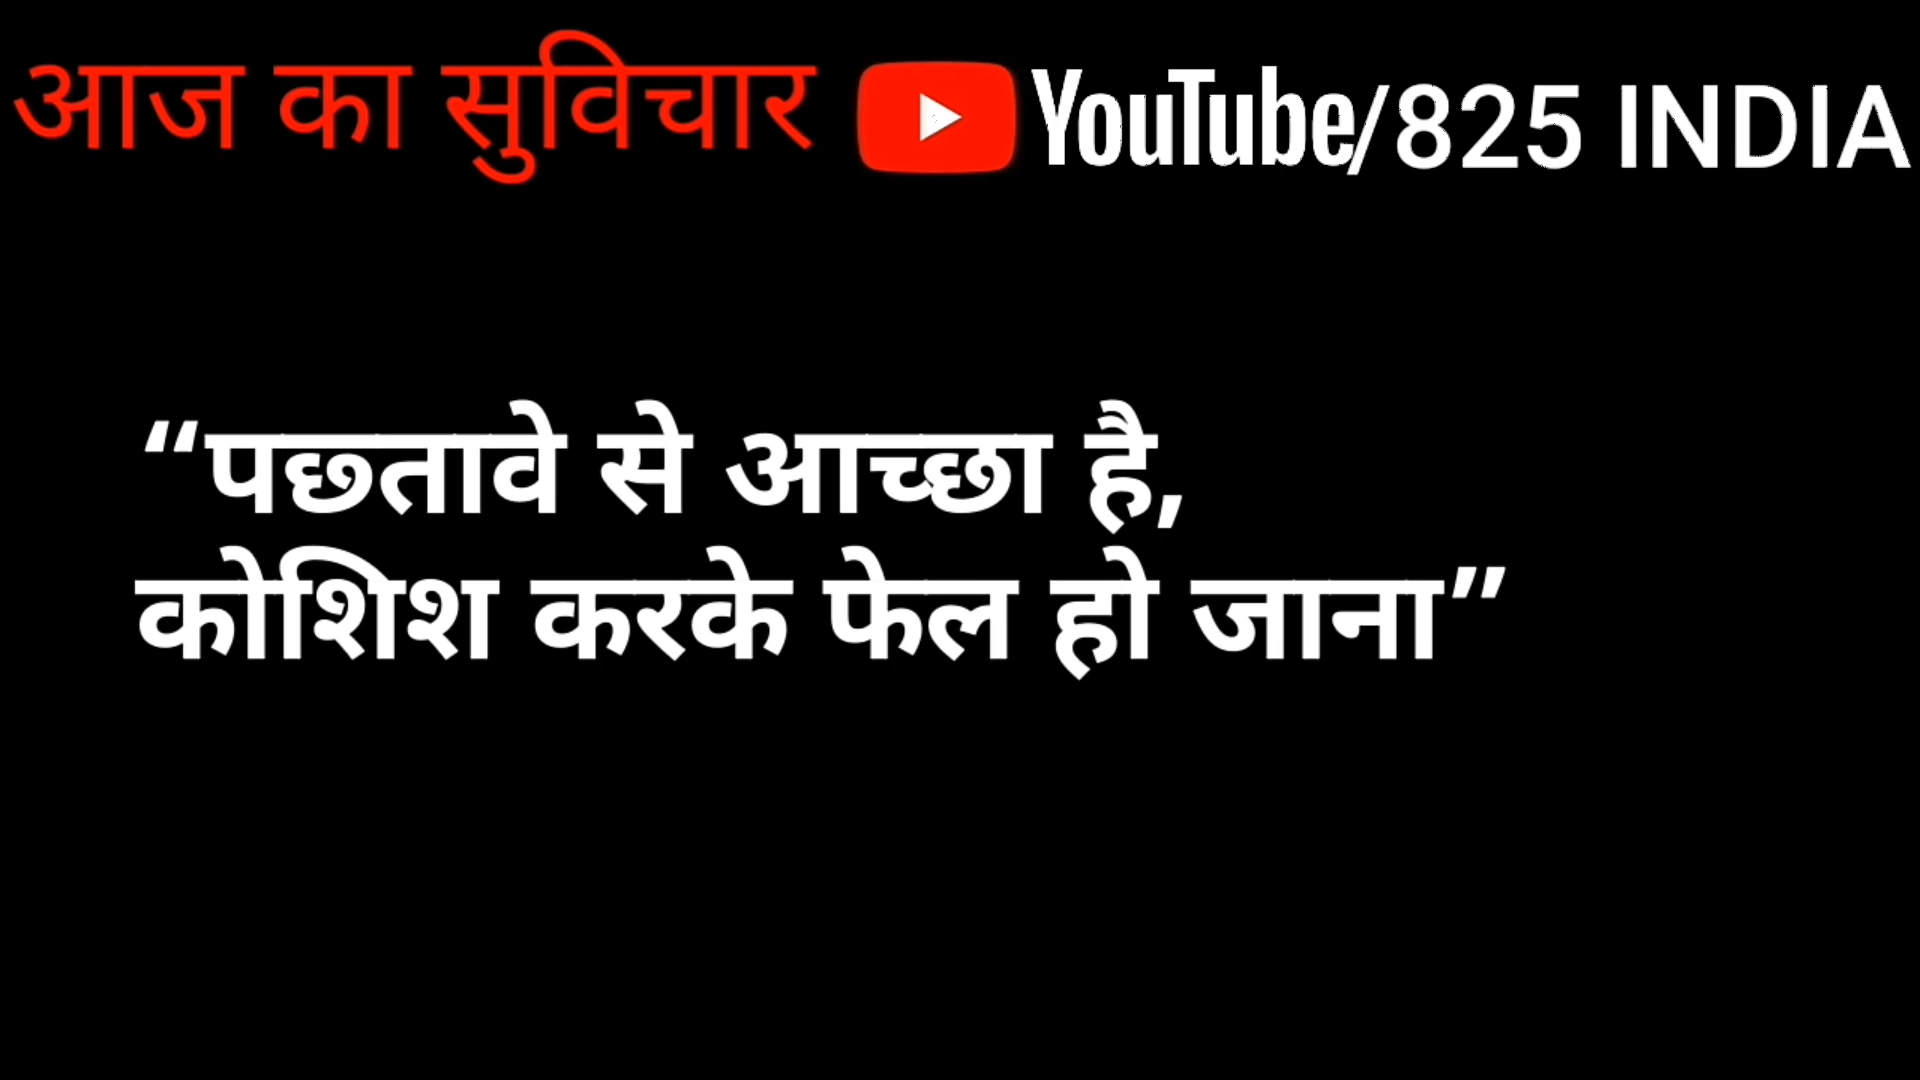 आज का सुविचार YouTube/825 INDIA
“पछतावे से आच्छा है,
कोशिश करके फेल हो जाना”